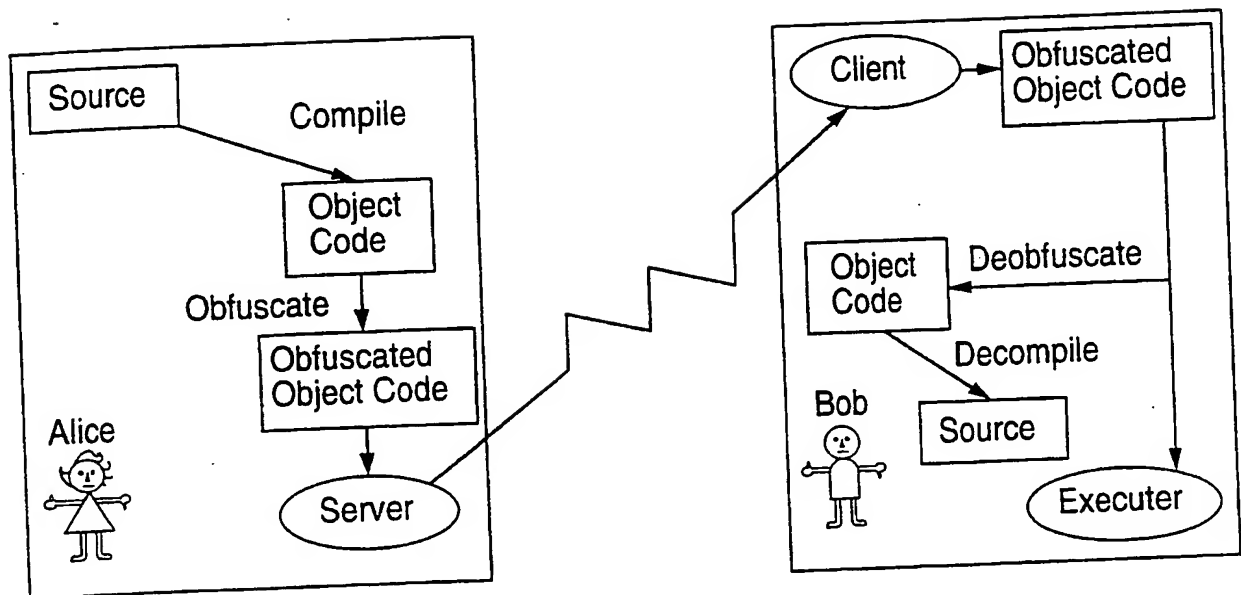 Source
Compile
Object
Code
Obfuscate
Obfuscated
Object Code
Alice
Server
Client
Obfuscated
Object Code
Object
Code
Deobfuscate
Decompile
Bob
Source
Executer